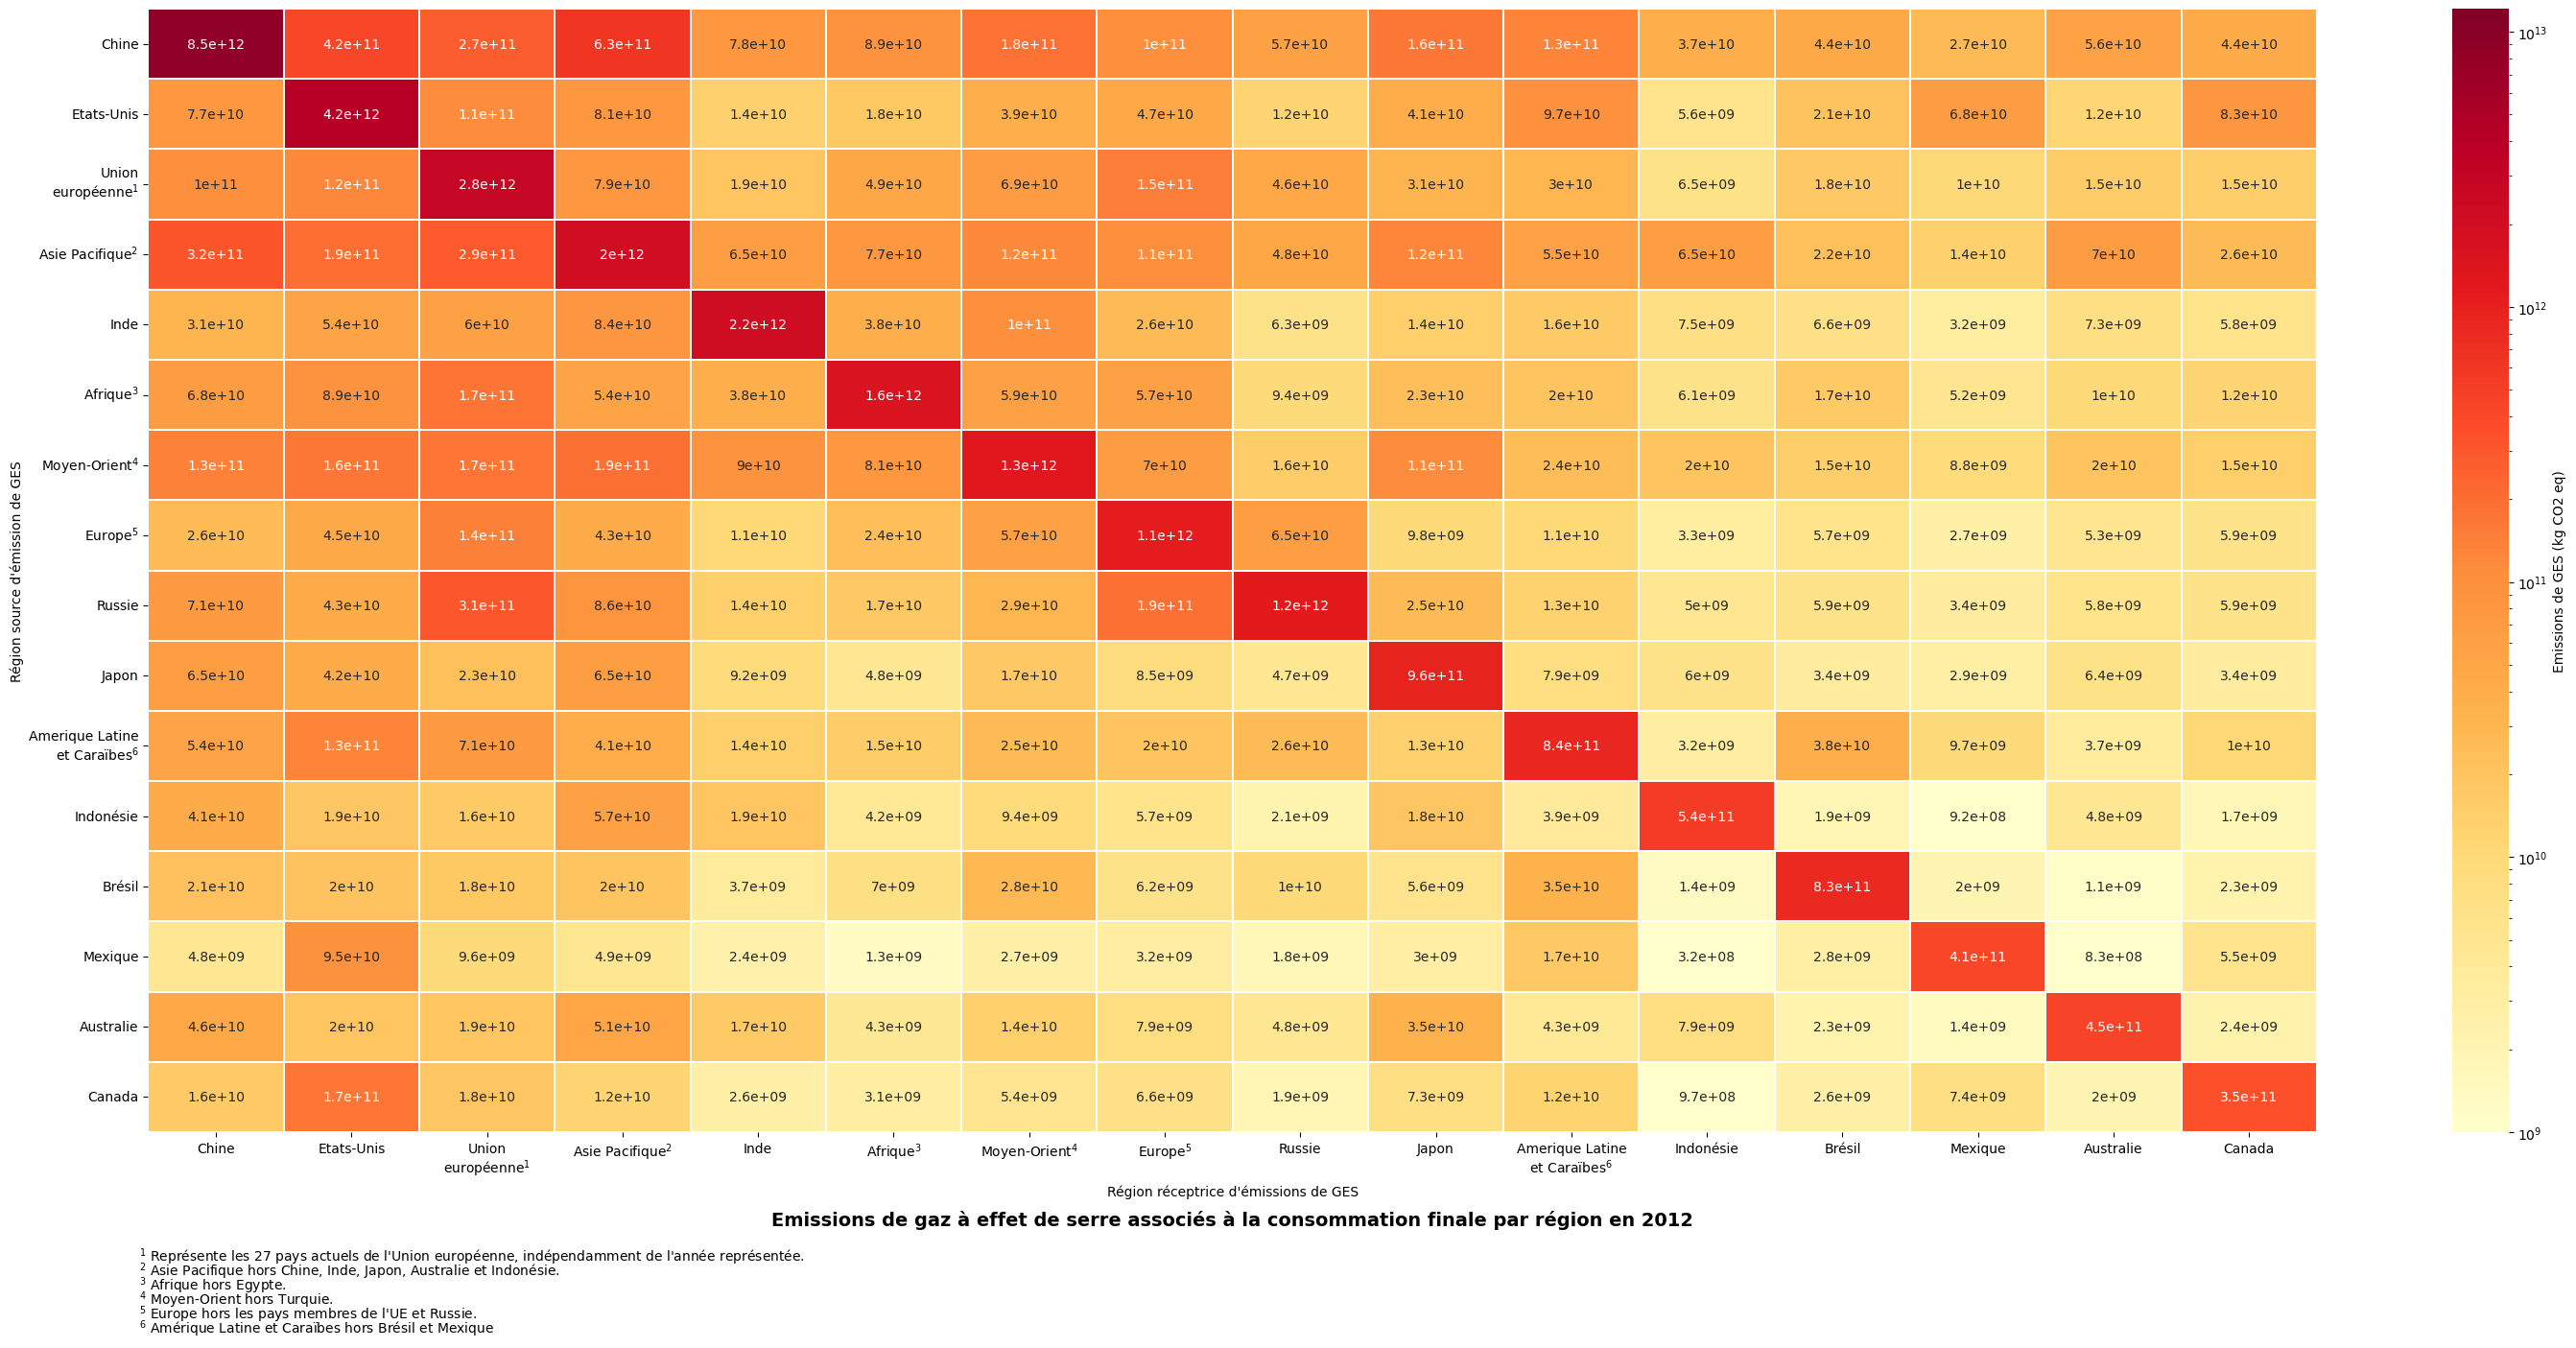 Chine 8.5e+12 4.2e+11 2.7e+11 6.3e+11 7.8e+10 8.9e+10 1.8e+11 1e+11 5.7e+10 1.6e+11 1.3e+11 3.7e+10 4.4e+10 2.7e+10 5.6e+10 4.4e+10
Etats-Unis 7.7e+10 4.2e+12 1.1e+11 8.1e+10 1.4e+10 1.8e+10 3.9e+10 4.7e+10 1.2e+10 4.1e+10 9.7e+10 5.6e+09 2.1e+10 6.8e+10 1.2e+10 8.3e+10
Union
européenne¹ 1e+11 1.2e+11 2.8e+12 7.9e+10 1.9e+10 4.9e+10 6.9e+10 1.5e+11 4.6e+10 3.1e+10 3e+10 6.5e+09 1.8e+10 1e+10 1.5e+10 1.5e+10
Asie Pacifique² 3.2e+11 1.9e+11 2.9e+11 2e+12 6.5e+10 7.7e+10 1.2e+11 1.1e+11 4.8e+10 1.2e+11 5.5e+10 6.5e+10 2.2e+10 1.4e+10 7e+10 2.6e+10
Inde 3.1e+10 5.4e+10 6e+10 8.4e+10 2.2e+12 3.8e+10 1e+11 2.6e+10 6.3e+09 1.4e+10 1.6e+10 7.5e+09 6.6e+09 3.2e+09 7.3e+09 5.8e+09
Afrique³ 6.8e+10 8.9e+10 1.7e+11 5.4e+10 3.8e+10 1.6e+12 5.9e+10 5.7e+10 9.4e+09 2.3e+10 2e+10 6.1e+09 1.7e+10 5.2e+09 1e+10 1.2e+10
Moyen-Orient⁴ 1.3e+11 1.6e+11 1.7e+11 1.9e+11 9e+10 8.1e+10 1.3e+12 7e+10 1.6e+10 1.1e+11 2.4e+10 2e+10 1.5e+10 8.8e+09 2e+10 1.5e+10
Europe⁵ 2.6e+10 4.5e+10 1.4e+11 4.3e+10 1.1e+10 2.4e+10 5.7e+10 1.1e+12 6.5e+10 9.8e+09 1.1e+10 3.3e+09 5.7e+09 2.7e+09 5.3e+09 5.9e+09
Russie 7.1e+10 4.3e+10 3.1e+11 8.6e+10 1.4e+10 1.7e+10 2.9e+10 1.9e+11 1.2e+12 2.5e+10 1.3e+10 5e+09 5.9e+09 3.4e+09 5.8e+09 5.9e+09
Japon 6.5e+10 4.2e+10 2.3e+10 6.5e+10 9.2e+09 4.8e+09 1.7e+10 8.5e+09 4.7e+09 9.6e+11 7.9e+09 6e+09 3.4e+09 2.9e+09 6.4e+09 3.4e+09
Amerique Latine
et Caraïbes⁶ 5.4e+10 1.3e+11 7.1e+10 4.1e+10 1.4e+10 1.5e+10 2.5e+10 2e+10 2.6e+10 1.3e+10 8.4e+11 3.2e+09 3.8e+10 9.7e+09 3.7e+09 1e+10
Indonésie 4.1e+10 1.9e+10 1.6e+10 5.7e+10 1.9e+10 4.2e+09 9.4e+09 5.7e+09 2.1e+09 1.8e+10 3.9e+09 5.4e+11 1.9e+09 9.2e+08 4.8e+09 1.7e+09
Brésil 2.1e+10 2e+10 1.8e+10 2e+10 3.7e+09 7e+09 2.8e+10 6.2e+09 1e+10 5.6e+09 3.5e+10 1.4e+09 8.3e+11 2e+09 1.1e+09 2.3e+09
Mexique 4.8e+09 9.5e+10 9.6e+09 4.9e+09 2.4e+09 1.3e+09 2.7e+09 3.2e+09 1.8e+09 3e+09 1.7e+10 3.2e+08 2.8e+09 4.1e+11 8.3e+08 5.5e+09
Australie 4.6e+10 2e+10 1.9e+10 5.1e+10 1.7e+10 4.3e+09 1.4e+10 7.9e+09 4.8e+09 3.5e+10 4.3e+09 7.9e+09 2.3e+09 1.4e+09 4.5e+11 2.4e+09
Canada 1.6e+10 1.7e+11 1.8e+10 1.2e+10 2.6e+09 3.1e+09 5.4e+09 6.6e+09 1.9e+09 7.3e+09 1.2e+10 9.7e+08 2.6e+09 7.4e+09 2e+09 3.5e+11
Région source d'émission de GES
Chine Etats-Unis Union européenne¹ Asie Pacifique² Inde Afrique³ Moyen-Orient⁴ Europe⁵ Russie Japon Amerique Latine et Caraïbes⁶ Indonésie Brésil Mexique Australie Canada
Région réceptrice d'émissions de GES
10¹³
10¹²
10¹¹
10¹⁰
10⁹
Emissions de GES (kg CO2 eq)
Emissions de gaz à effet de serre associés à la consommation finale par région en 2012
¹ Représente les 27 pays actuels de l'Union européenne, indépendamment de l'année représentée.
² Asie Pacifique hors Chine, Inde, Japon, Australie et Indonésie.
³ Afrique hors Egypte.
⁴ Moyen-Orient hors Turquie.
⁵ Europe hors les pays membres de l'UE et Russie.
⁶ Amérique Latine et Caraïbes hors Brésil et Mexique